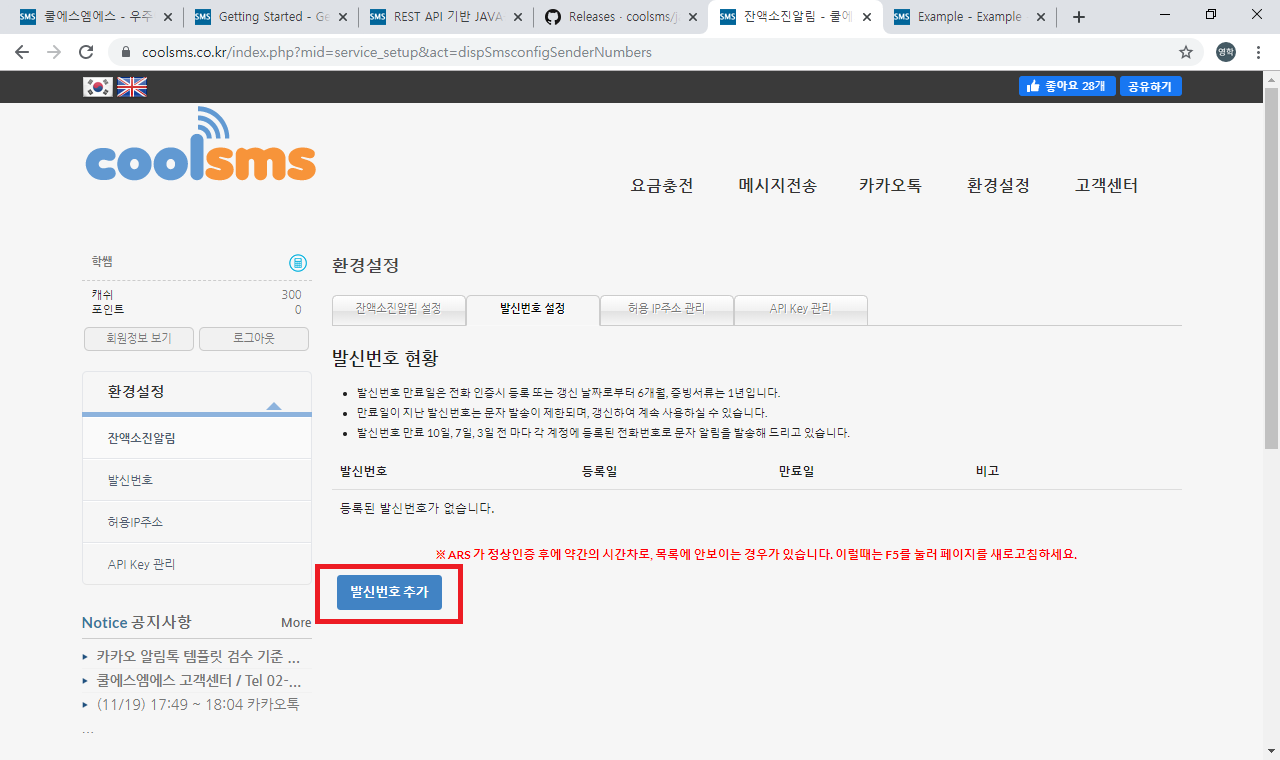 쿨에스엠에스 - 우주
Getting Started - Ge
REST API 기반 JAVA
Releases · coolsms/j
잔액소진알림 - 쿨에
Example - Example
coolsms.co.kr/index.php?mid=service_setup&act=dispSmsconfigSenderNumbers
영학
좋아요 28개
공유하기
coolsms
요금충전
메시지전송
카카오톡
환경설정
고객센터
학쌤
캐쉬 300
포인트 0
회원정보 보기
로그아웃
환경설정
잔액소진알림
발신번호
허용IP주소
API Key 관리
Notice 공지사항
More
카카오 알림톡 템플릿 검수 기준 ...
쿨에스엠에스 고객센터 / Tel 02-...
(11/19) 17:49 ~ 18:04 카카오톡
...
환경설정
잔액소진알림 설정
발신번호 설정
허용 IP주소 관리
API Key 관리
발신번호 현황
발신번호 만료일은 전화 인증시 등록 또는 갱신 날짜로부터 6개월, 증빙서류는 1년입니다.
만료일이 지난 발신번호는 문자 발송이 제한되며, 갱신하여 계속 사용하실 수 있습니다.
발신번호 만료 10일, 7일, 3일 전 마다 각 계정에 등록된 전화번호로 문자 알림을 발송해 드리고 있습니다.
발신번호 등록일 만료일 비고
등록된 발신번호가 없습니다.
※ARS 가 정상인증 후에 약간의 시간차로, 목록에 안보이는 경우가 있습니다. 이럴때는 F5를 눌러 페이지를 새로고침하세요.
발신번호 추가